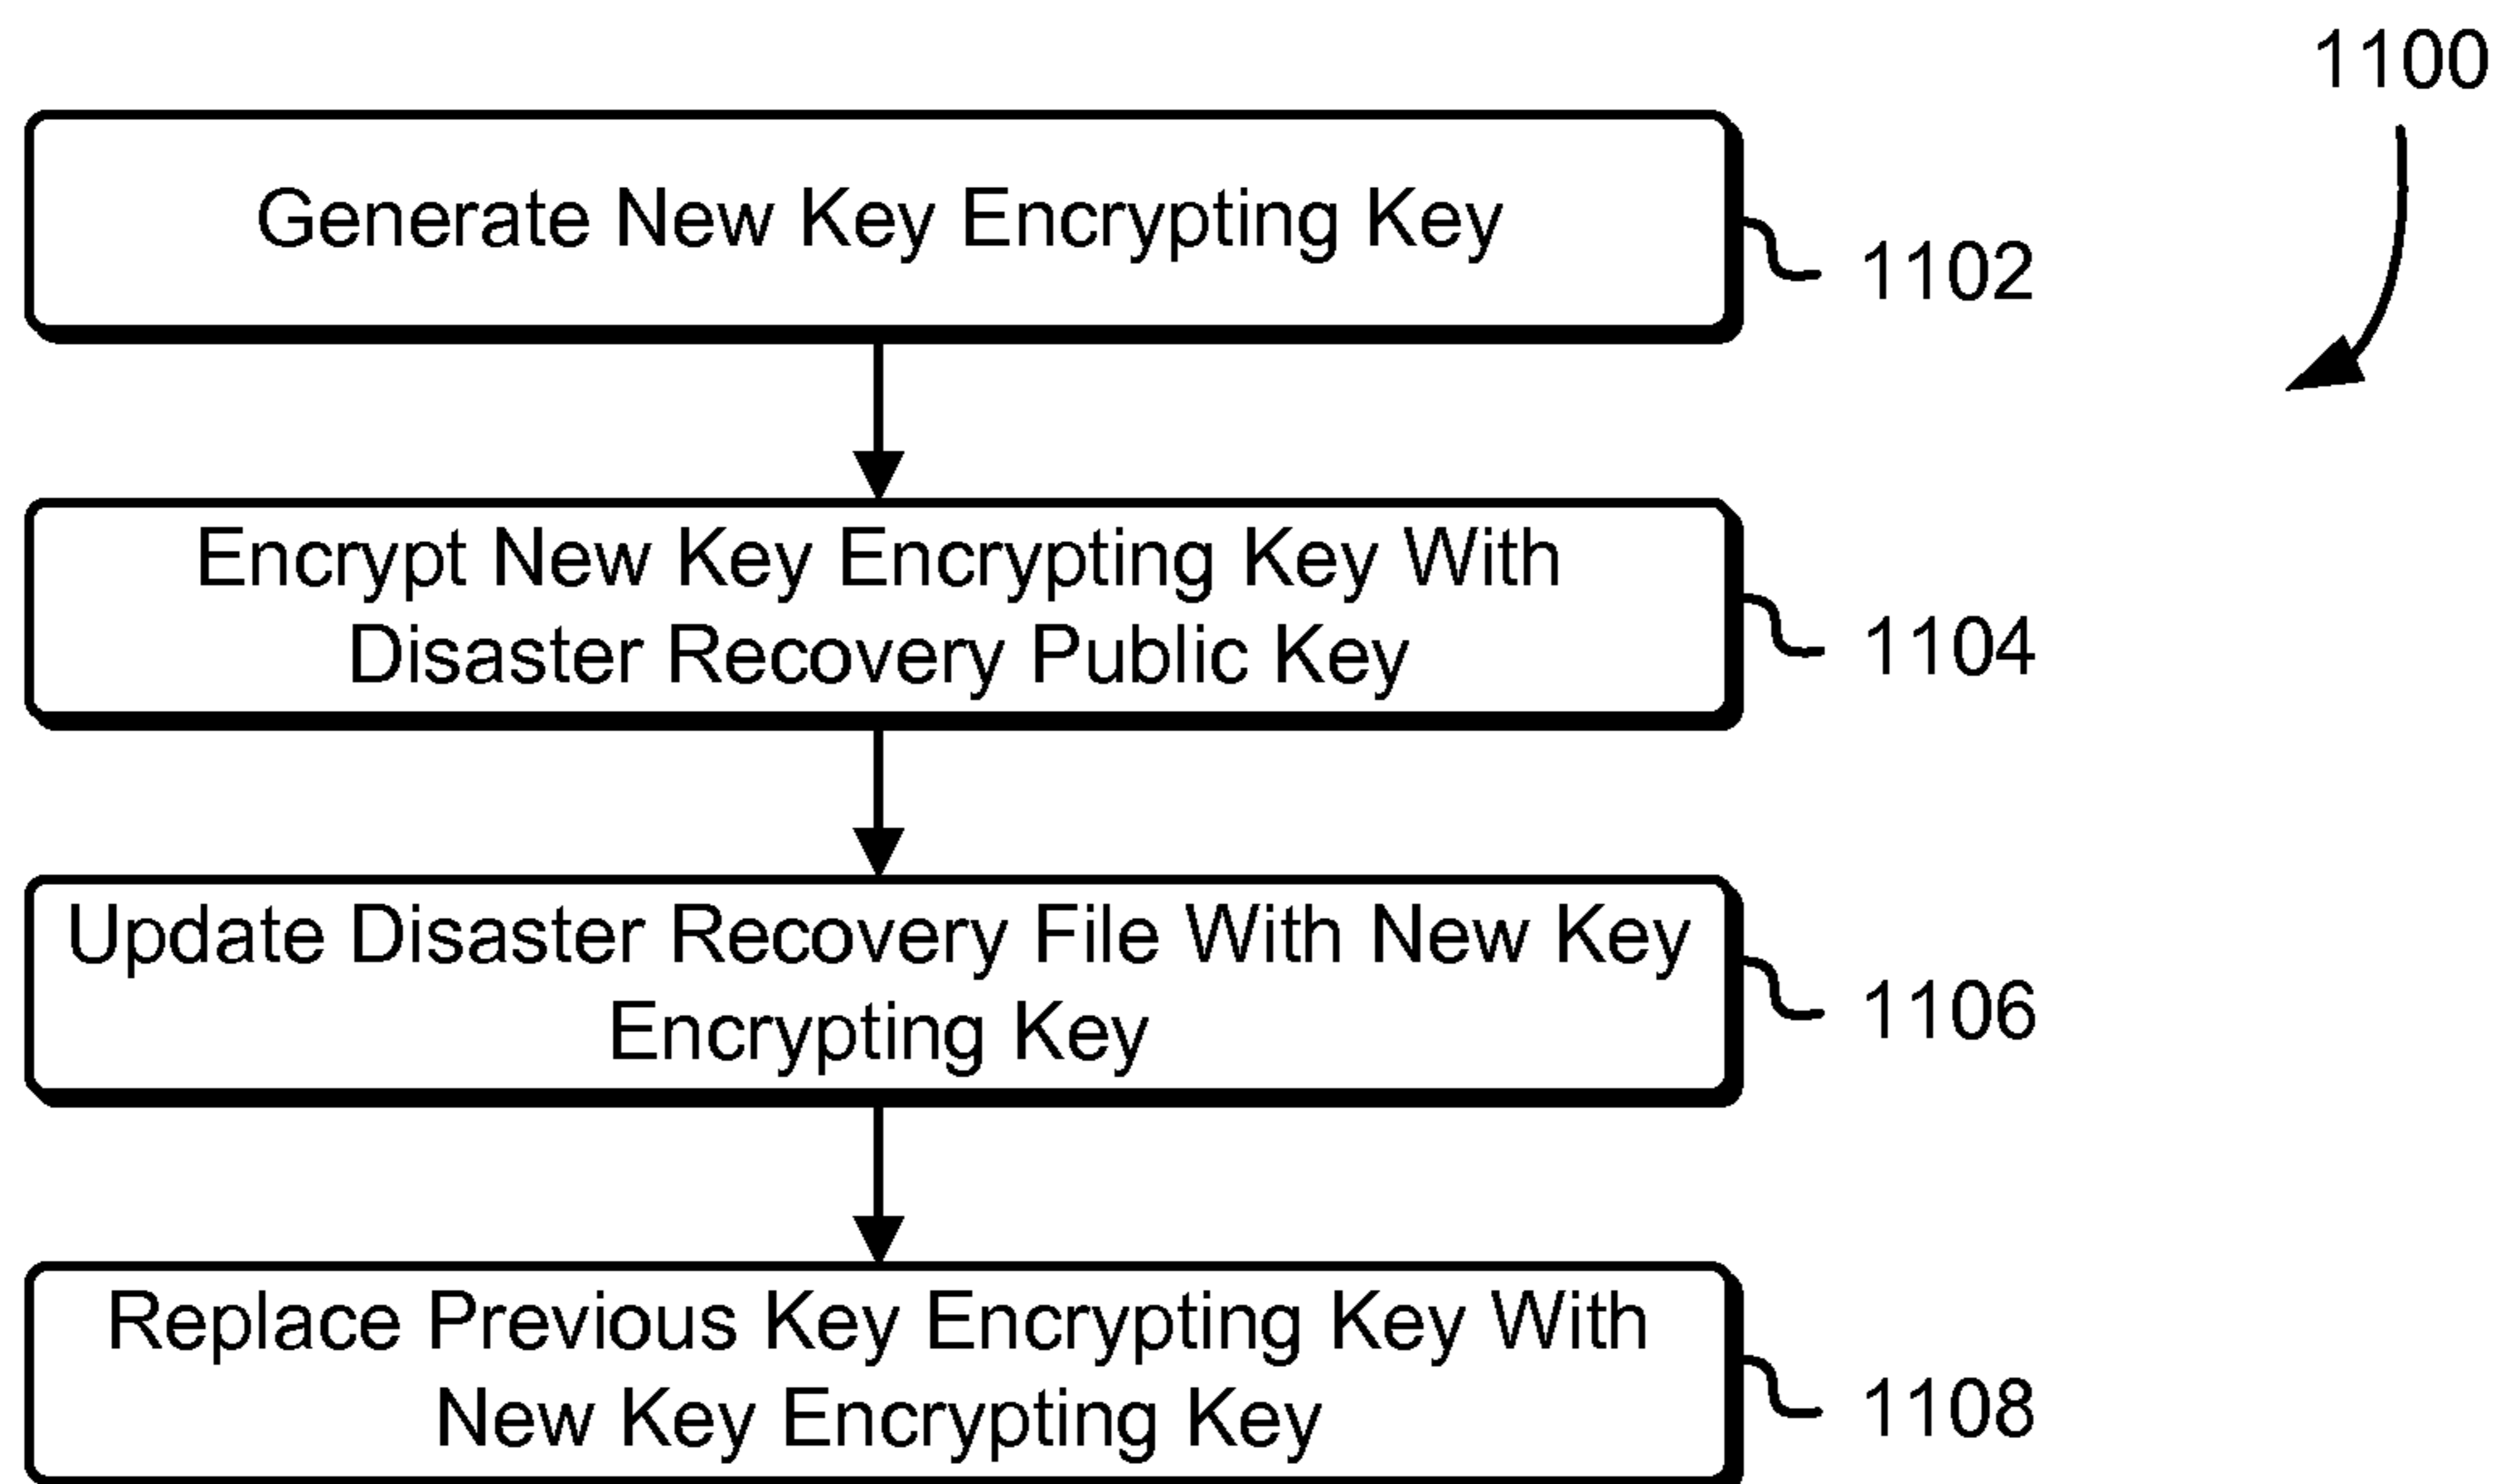 1100
Generate New Key Encrypting Key
1102
Encrypt New Key Encrypting Key With
Disaster Recovery Public Key
1104
Update Disaster Recovery File With New Key
Encrypting Key
1106
Replace Previous Key Encrypting Key With
New Key Encrypting Key
1108